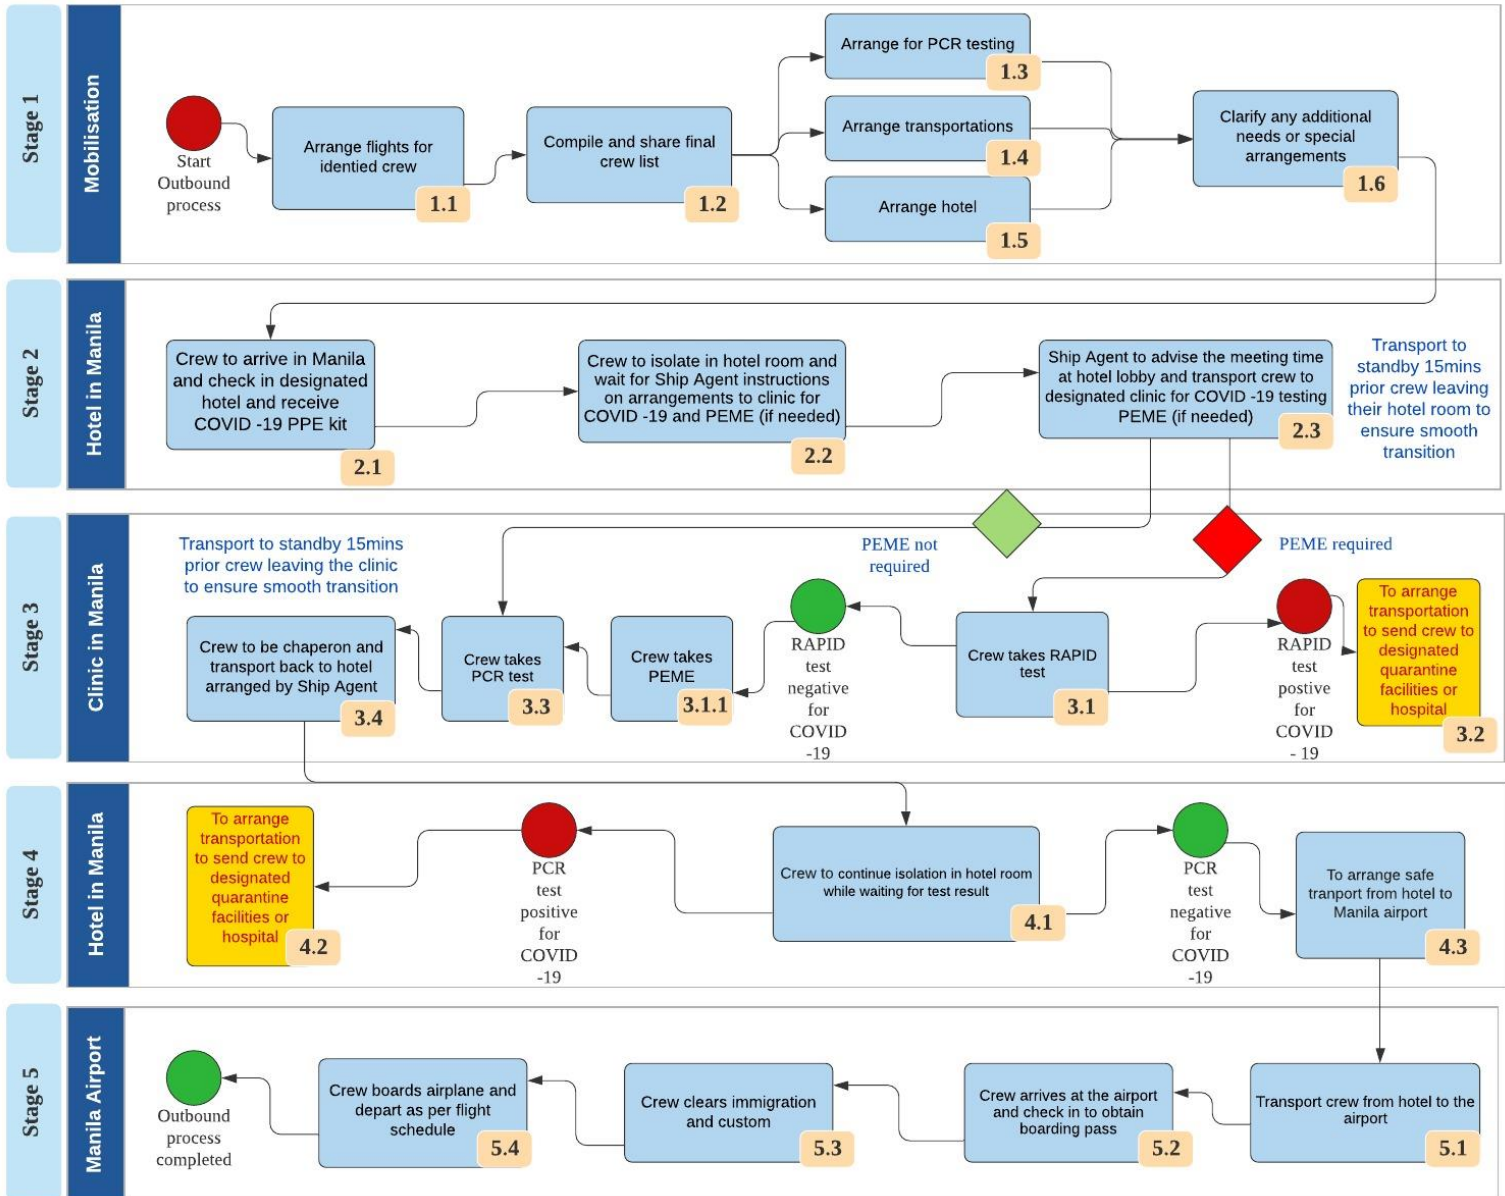 Stage 1
Mobilisation
Start
Outbound
process
Arrange flights for
identied crew
1.1
Compile and share final
crew list
1.2
Arrange for PCR testing
1.3
Arrange transportations
1.4
Arrange hotel
1.5
Clarify any additional
needs or special
arrangements
1.6
Stage 2
Hotel in Manila
Crew to arrive in Manila
and check in designated
hotel and receive
COVID -19 PPE kit
2.1
Crew to isolate in hotel room and
wait for Ship Agent instructions
on arrangements to clinic for
COVID -19 and PEME (if needed)
2.2
Ship Agent to advise the meeting time
at hotel lobby and transport crew to
designated clinic for COVID -19 testing
PEME (if needed)
2.3
Transport to
standby 15mins
prior crew leaving
their hotel room to
ensure smooth
transition
Stage 3
Clinic in Manila
Transport to standby 15mins
prior crew leaving the clinic
to ensure smooth transition
PEME not
required
PEME required
Crew to be chaperon and
transport back to hotel
arranged by Ship Agent
3.4
Crew takes
PCR test
3.3
Crew takes
PEME
3.1.1
RAPID
test
negative
for
COVID
-19
Crew takes RAPID
test
3.1
RAPID
test
postive
for
COVID
- 19
To arrange
transportation
to send crew to
designated
quarantine
facilities or
hospital
3.2
Stage 4
Hotel in Manila
To arrange
transportation
to send crew to
designated
quarantine
facilities or
hospital
4.2
PCR
test
positive
for
COVID
-19
Crew to continue isolation in hotel room
while waiting for test result
4.1
PCR
test
negative
for
COVID
-19
To arrange safe
tranport from hotel to
Manila airport
4.3
Stage 5
Manila Airport
Outbound
process
completed
Crew boards airplane and
depart as per flight
schedule
5.4
Crew clears immigration
and custom
5.3
Crew arrives at the airport
and check in to obtain
boarding pass
5.2
Transport crew from hotel to the
airport
5.1